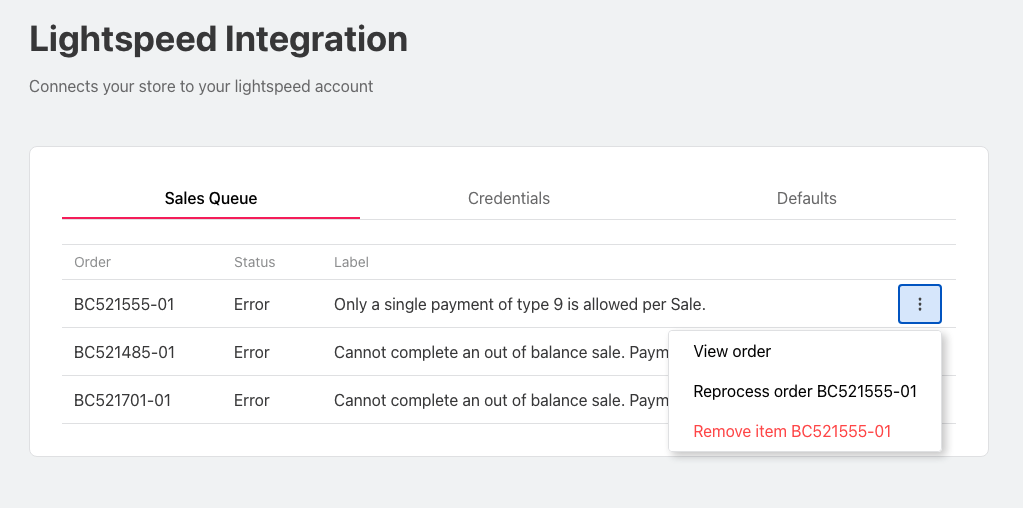 Lightspeed Integration
Connects your store to your lightspeed account
Sales Queue Credentials Defaults
Order Status Label
BC521555-01 Error Only a single payment of type 9 is allowed per Sale.
BC521485-01 Error Cannot complete an out of balance sale. Paym
BC521701-01 Error Cannot complete an out of balance sale. Paym
View order
Reprocess order BC521555-01
Remove item BC521555-01